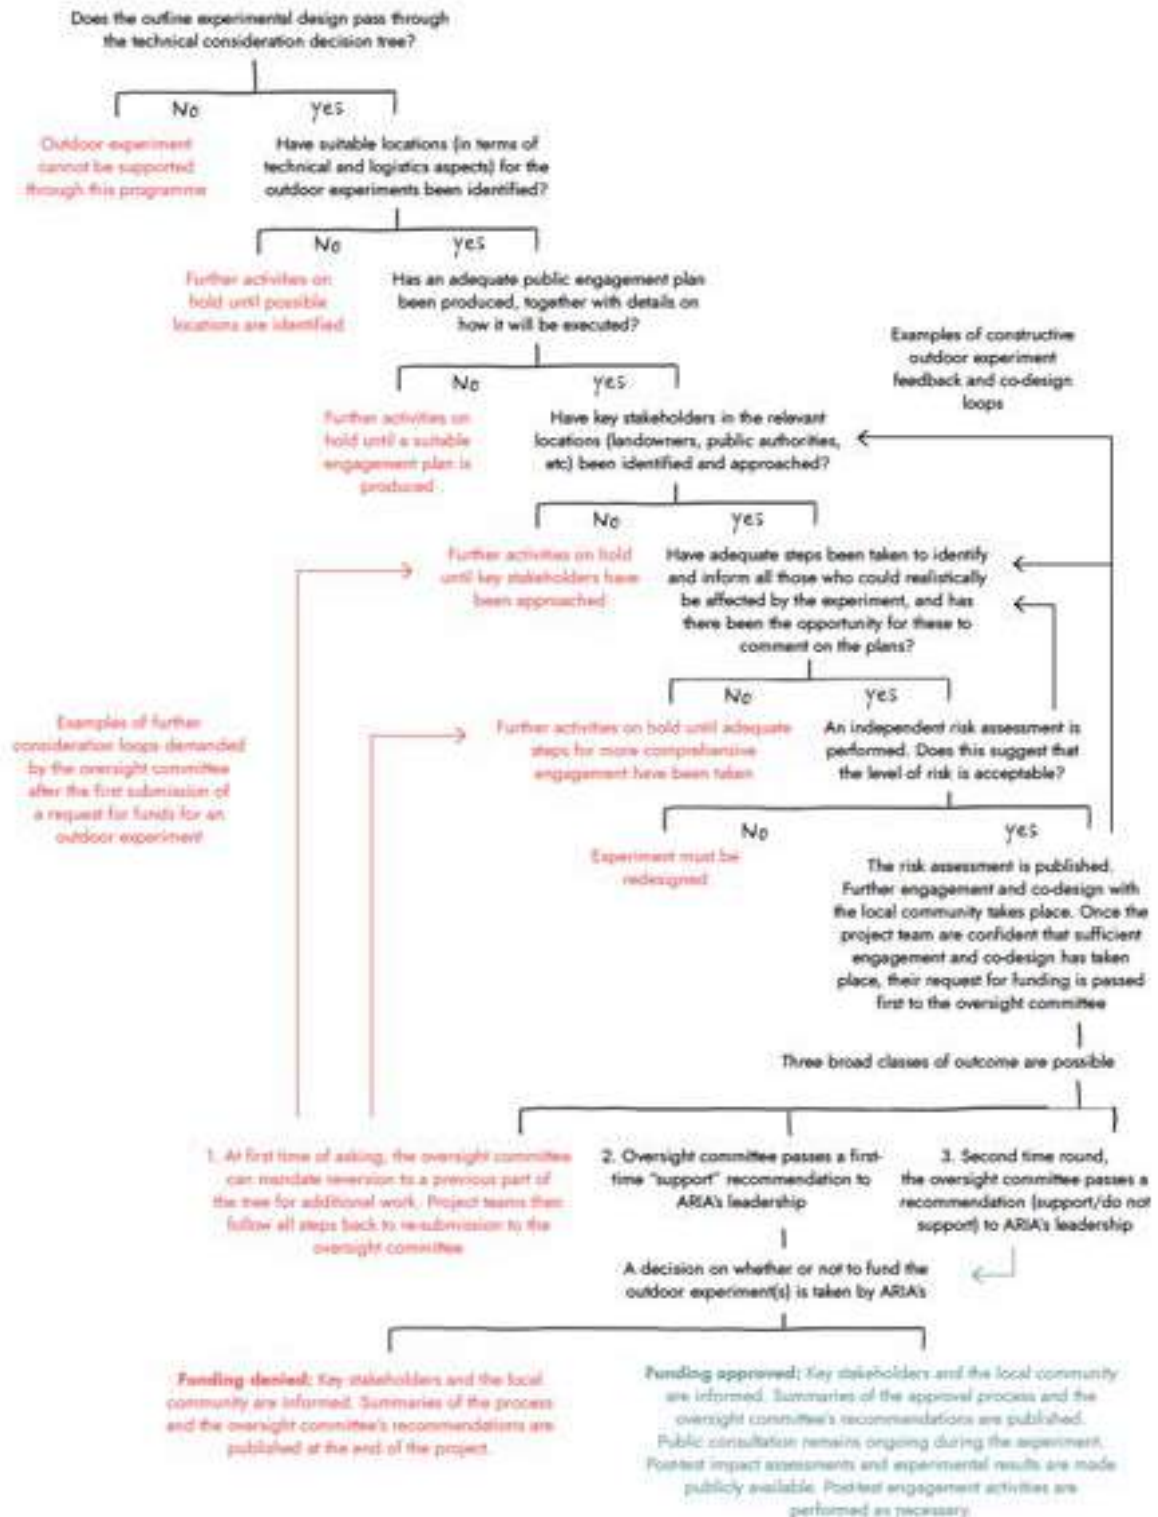 Does the outline experimental design pass through
the technical consideration decision tree?
No
yes
Outdoor experiment
cannot be supported
through this programme
Have suitable locations (in terms of
technical and logistics aspects) for the
outdoor experiments been identified?
No
yes
Further activities on
hold until possible
locations are identified
Has an adequate public engagement plan
been produced, together with details on
how it will be executed?
Examples of constructive
outdoor experiment
feedback and co-design
loops
No
yes
Further activities on
hold until a suitable
engagement plan is
produced
Have key stakeholders in the relevant
locations (landowners, public authorities,
etc) been identified and approached?
No
yes
Further activities on hold
until key stakeholders have
been approached
Have adequate steps been taken to identify
and inform all those who could realistically
be affected by the experiment, and has
there been the opportunity for these to
comment on the plans?
No
yes
Examples of further
consideration loops demanded
by the oversight committee
after the first submission of
a request for funds for an
outdoor experiment
Further activities on hold until adequate
steps for more comprehensive
engagement have been taken
An independent risk assessment is
performed. Does this suggest that
the level of risk is acceptable?
No
yes
Experiment must be
redesigned
The risk assessment is published.
Further engagement and co-design with
the local community takes place. Once the
project team are confident that sufficient
engagement and co-design has taken
place, their request for funding is passed
first to the oversight committee
Three broad classes of outcome are possible
1. At first time of asking, the oversight committee
can mandate reversion to a previous part of
the tree for additional work. Project teams then
follow all steps back to re-submission to the
oversight committee
2. Oversight committee passes a first-
time "support" recommendation to
ARIA's leadership
3. Second time round,
the oversight committee passes a
recommendation (support/do not
support) to ARIA's leadership
A decision on whether or not to fund the
outdoor experiment(s) is taken by ARIA's
Funding denied: Key stakeholders and the local
community are informed. Summaries of the process
and the oversight committee's recommendations are
published at the end of the project.
Funding approved: Key stakeholders and the local community
are informed. Summaries of the approval process and the
oversight committee's recommendations are published.
Public consultation remains ongoing during the experiment.
Post-test impact assessments and experimental results are made
publicly available. Post-test engagement activities are
performed as necessary